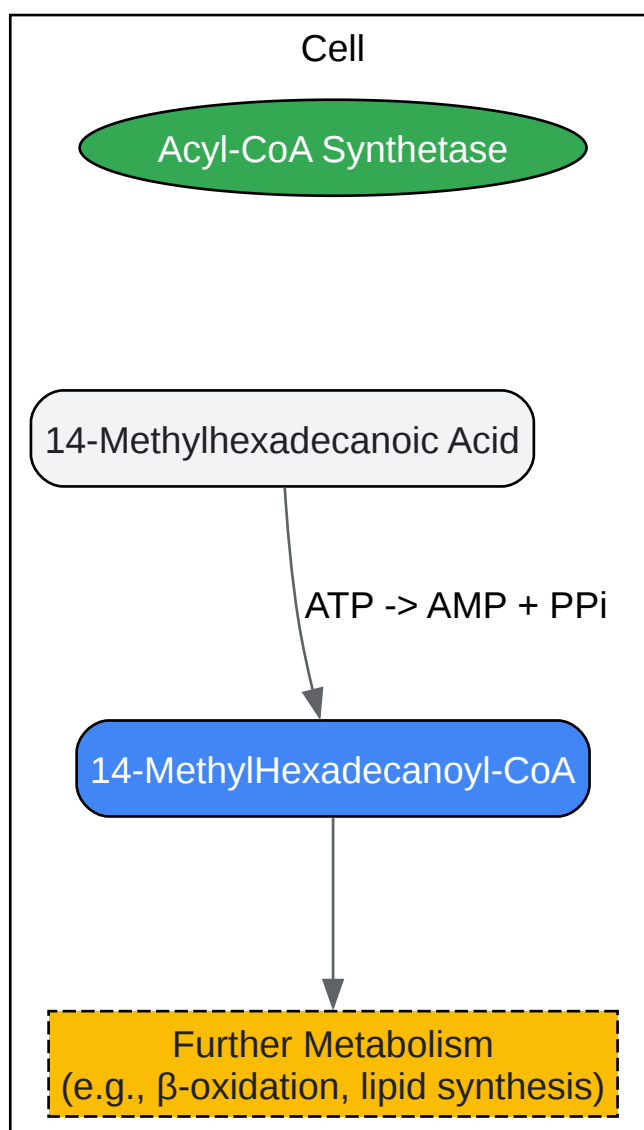 Cell
Acyl-CoA Synthetase
14-Methylhexadecanoic Acid
ATP -> AMP + PPi
14-MethylHexadecanoyl-CoA
Further Metabolism
(e.g., β-oxidation, lipid synthesis)